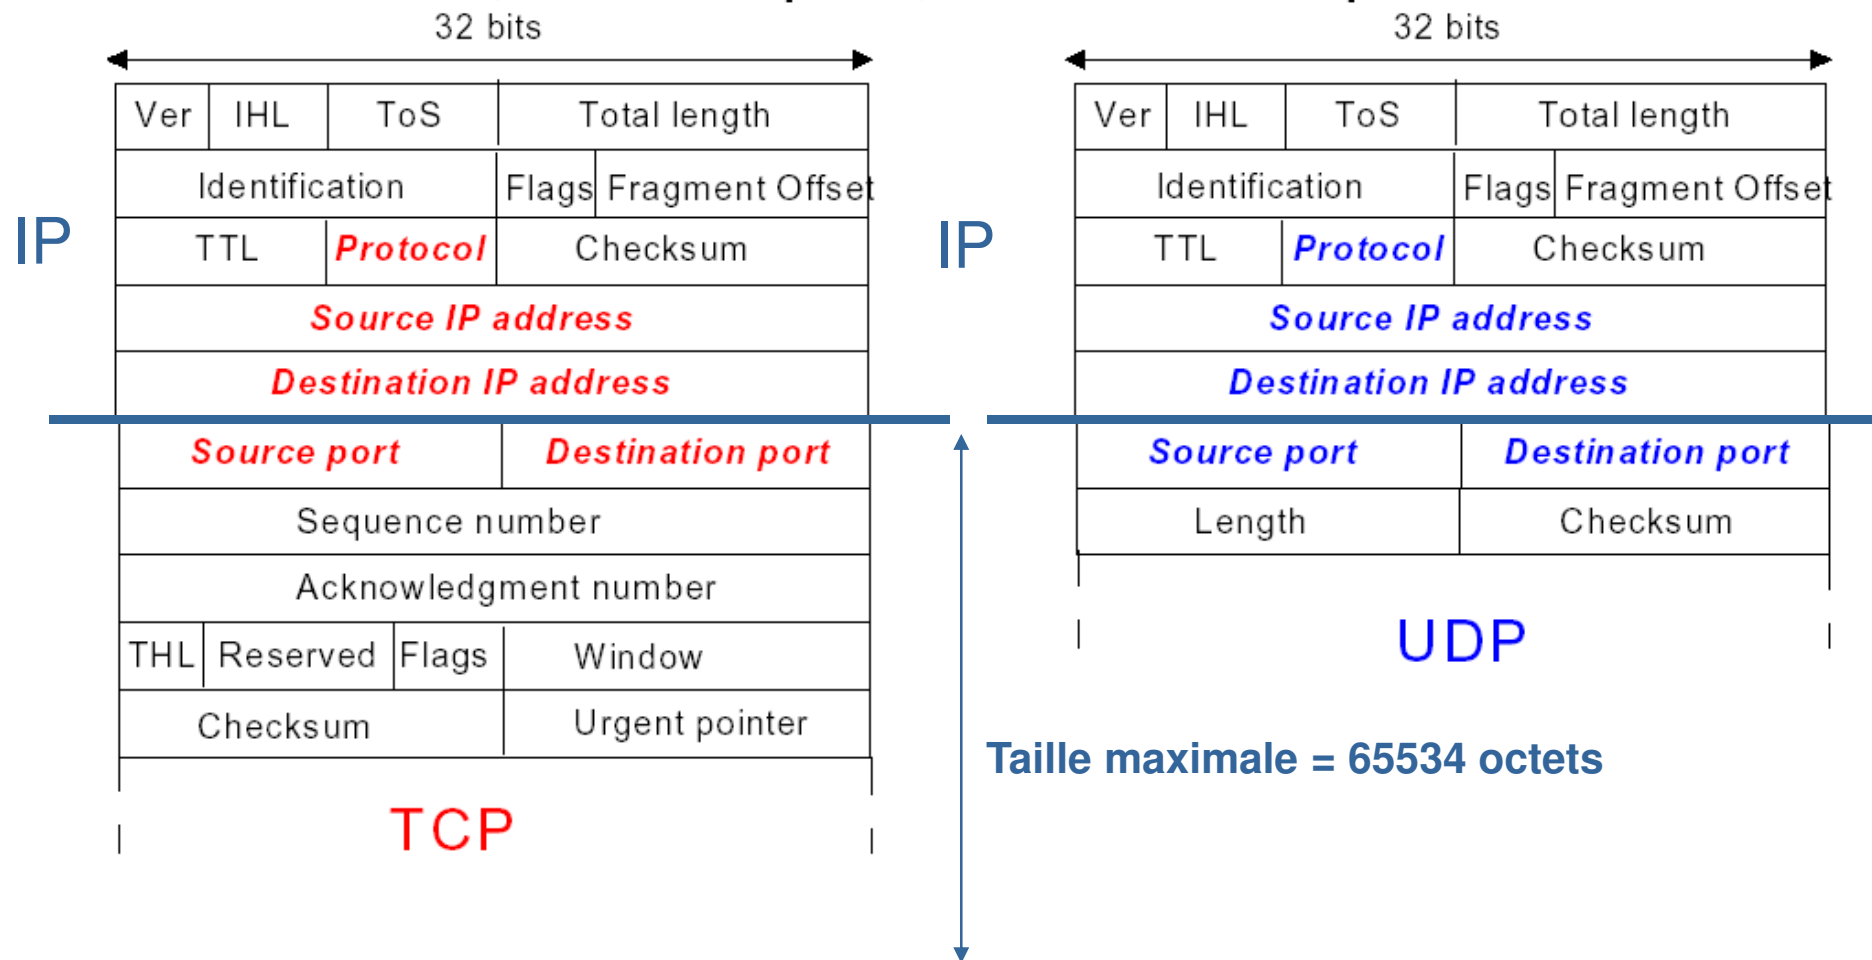 32 bits
Ver IHL ToS Total length
Identification Flags Fragment Offset
IP
TTL Protocol Checksum
Source IP address
Destination IP address
Source port Destination port
Sequence number
Acknowledgment number
THL Reserved Flags Window
Checksum Urgent pointer
TCP
32 bits
Ver IHL ToS Total length
Identification Flags Fragment Offset
IP
TTL Protocol Checksum
Source IP address
Destination IP address
Source port Destination port
Length Checksum
UDP
Taille maximale = 65534 octets